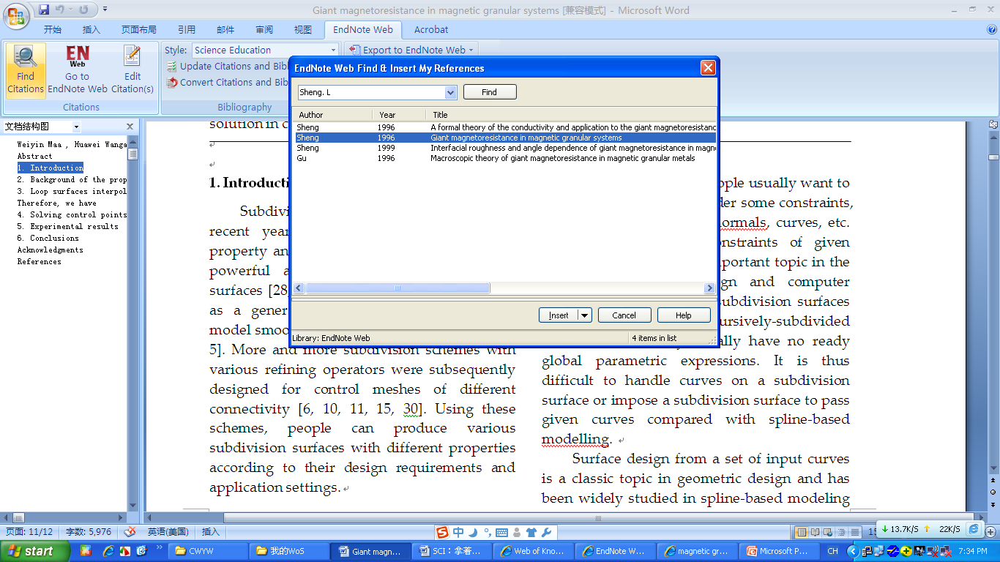 Giant magnetoresistance in magnetic granular systems [兼容模式] - Microsoft Word
开始 插入 页面布局 引用 邮件 审阅 视图 EndNote Web Acrobat
Find Citations
EN Web
Go to EndNote Web
Edit Citation(s)
Citations
Style: Science Education
Export to EndNote Web
Update Citations and Bibl
Convert Citations and Bib
Bibliography
EndNote Web Find & Insert My References
Sheng. L Find
Author Year Title
Sheng 1996 A formal theory of the conductivity and application to the giant magnetoresistanc
Sheng 1996 Giant magnetoresistance in magnetic granular systems
Sheng 1999 Interfacial roughness and angle dependence of giant magnetoresistance in magn
Gu 1996 Macroscopic theory of giant magnetoresistance in magnetic granular metals
Insert Cancel Help
Library: EndNote Web 4 items in list
文档结构图
Weiyin Maa , Huawei Wanga
Abstract
1. Introduction
2. Background of the prop
3. Loop surfaces interpol
Therefore, we have
4. Solving control points
5. Experimental results
6. Conclusions
Acknowledgments
References
solution in c
1. Introducti
Subdivi
recent year
property an
powerful a
surfaces [28,
as a gener
model smoo
5]. More and more subdivision schemes with
various refining operators were subsequently
designed for control meshes of different
connectivity [6, 10, 11, 15, 30]. Using these
schemes, people can produce various
subdivision surfaces with different properties
according to their design requirements and
application settings.
ople usually want to
der some constraints,
normals, curves, etc.
nstraints of given
portant topic in the
gn and computer
subdivision surfaces
cursively-subdivided
ally have no ready
global parametric expressions. It is thus
difficult to handle curves on a subdivision
surface or impose a subdivision surface to pass
given curves compared with spline-based
modelling.
Surface design from a set of input curves
is a classic topic in geometric design and has
been widely studied in spline-based modeling
页面: 11/12 字数: 5,976 英语(美国) 插入 中 13.7K/S 22K/S
start CWYW 我的WoS Giant magn... SCI：拿着... Web of Kno... EndNote W... magnetic gr... Microsoft P... CH 7:34 PM